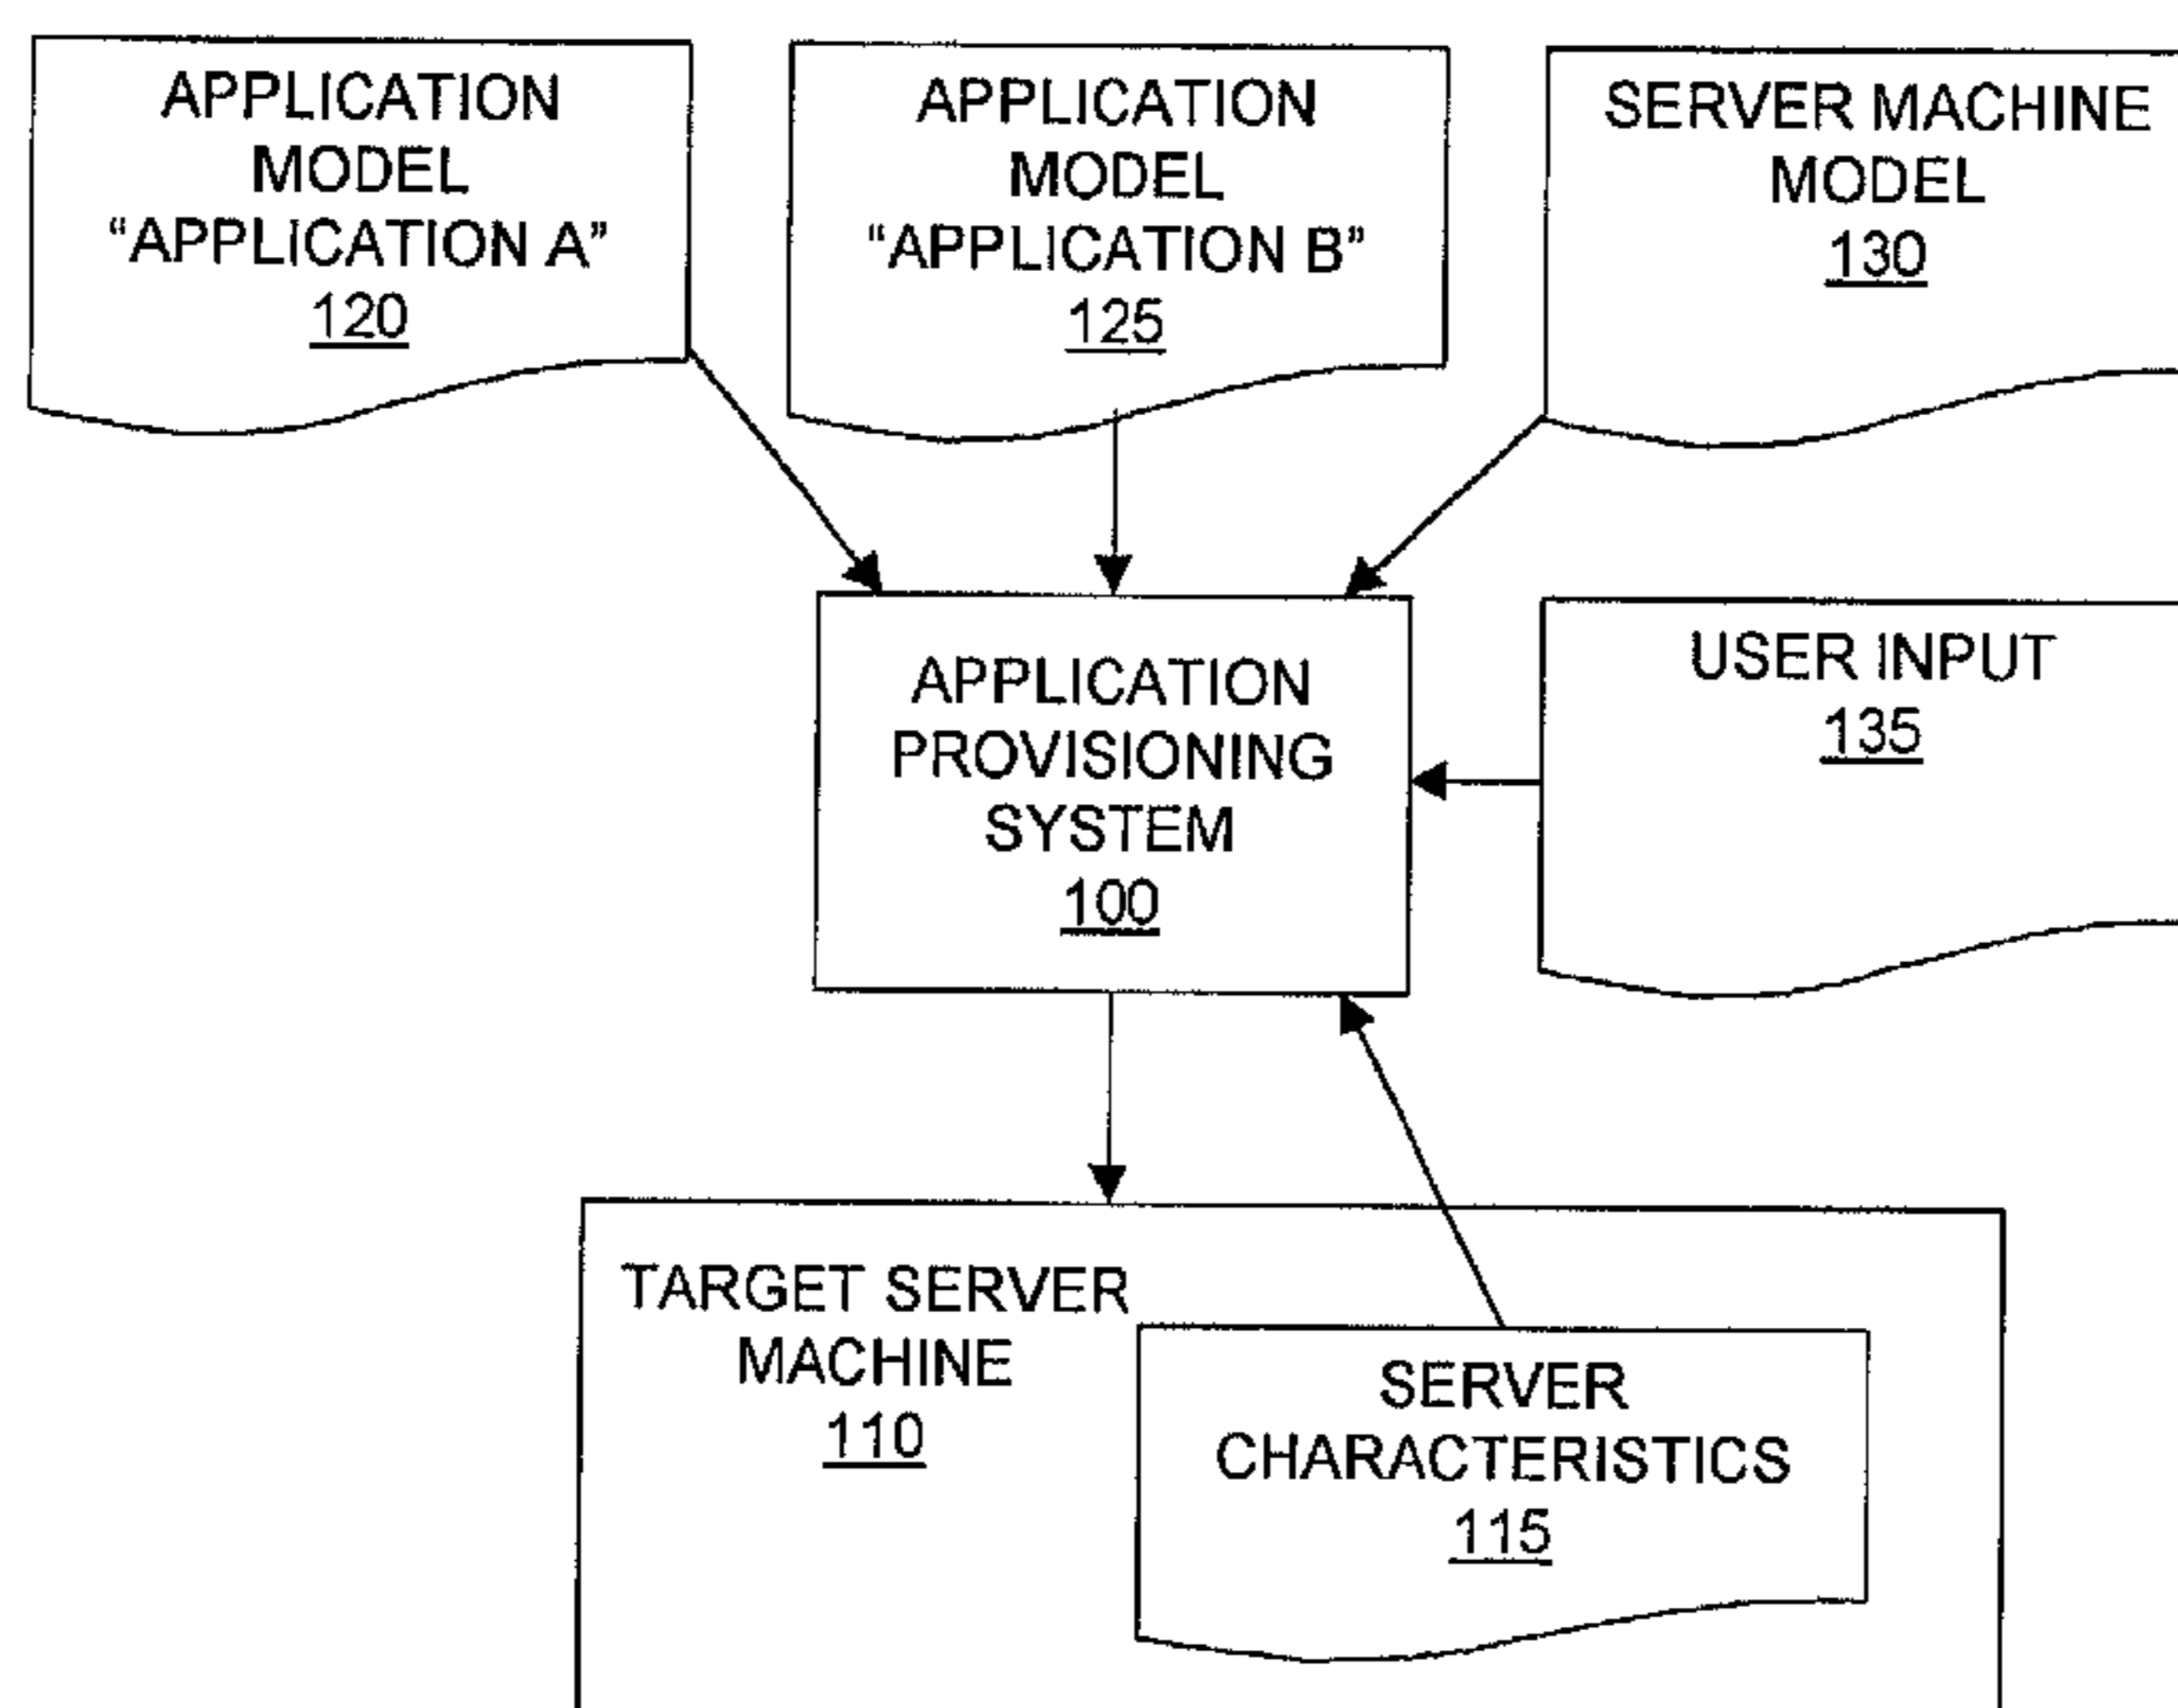 APPLICATION
MODEL
“APPLICATION A”
120
APPLICATION
MODEL
“APPLICATION B”
125
SERVER MACHINE
MODEL
130
APPLICATION
PROVISIONING
SYSTEM
100
USER INPUT
135
TARGET SERVER
MACHINE
110
SERVER
CHARACTERISTICS
115